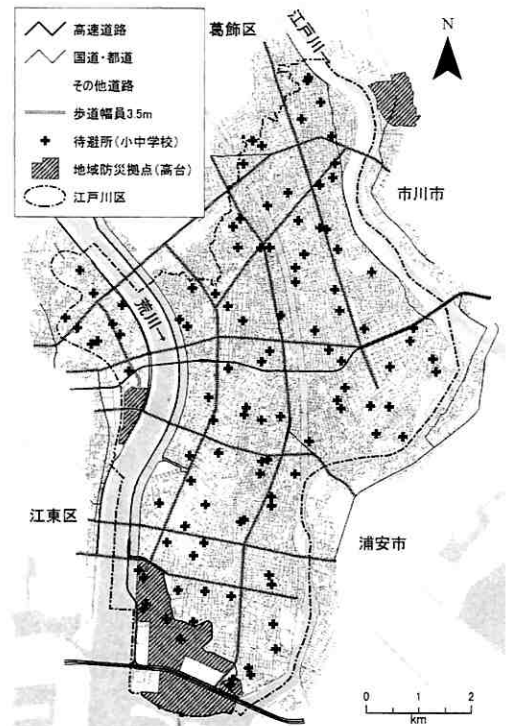 高速道路
国道・都道
その他道路
歩道幅員3.5m
待避所(小中学校)
地域防災拠点(高台)
江戸川区
葛飾区
江戸川→
N
市川市
荒川→
江東区
浦安市
0 1 2
km